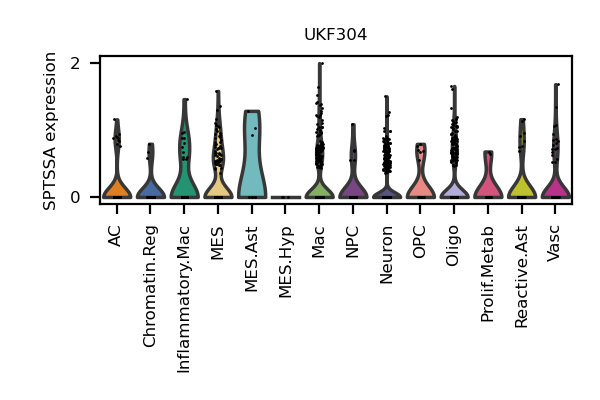 UKF304
SPTSSA expression
2
0
AC
Chromatin.Reg
Inflammatory.Mac
MES
MES.Ast
MES.Hyp
Mac
NPC
Neuron
OPC
Oligo
Prolif.Metab
Reactive.Ast
Vasc